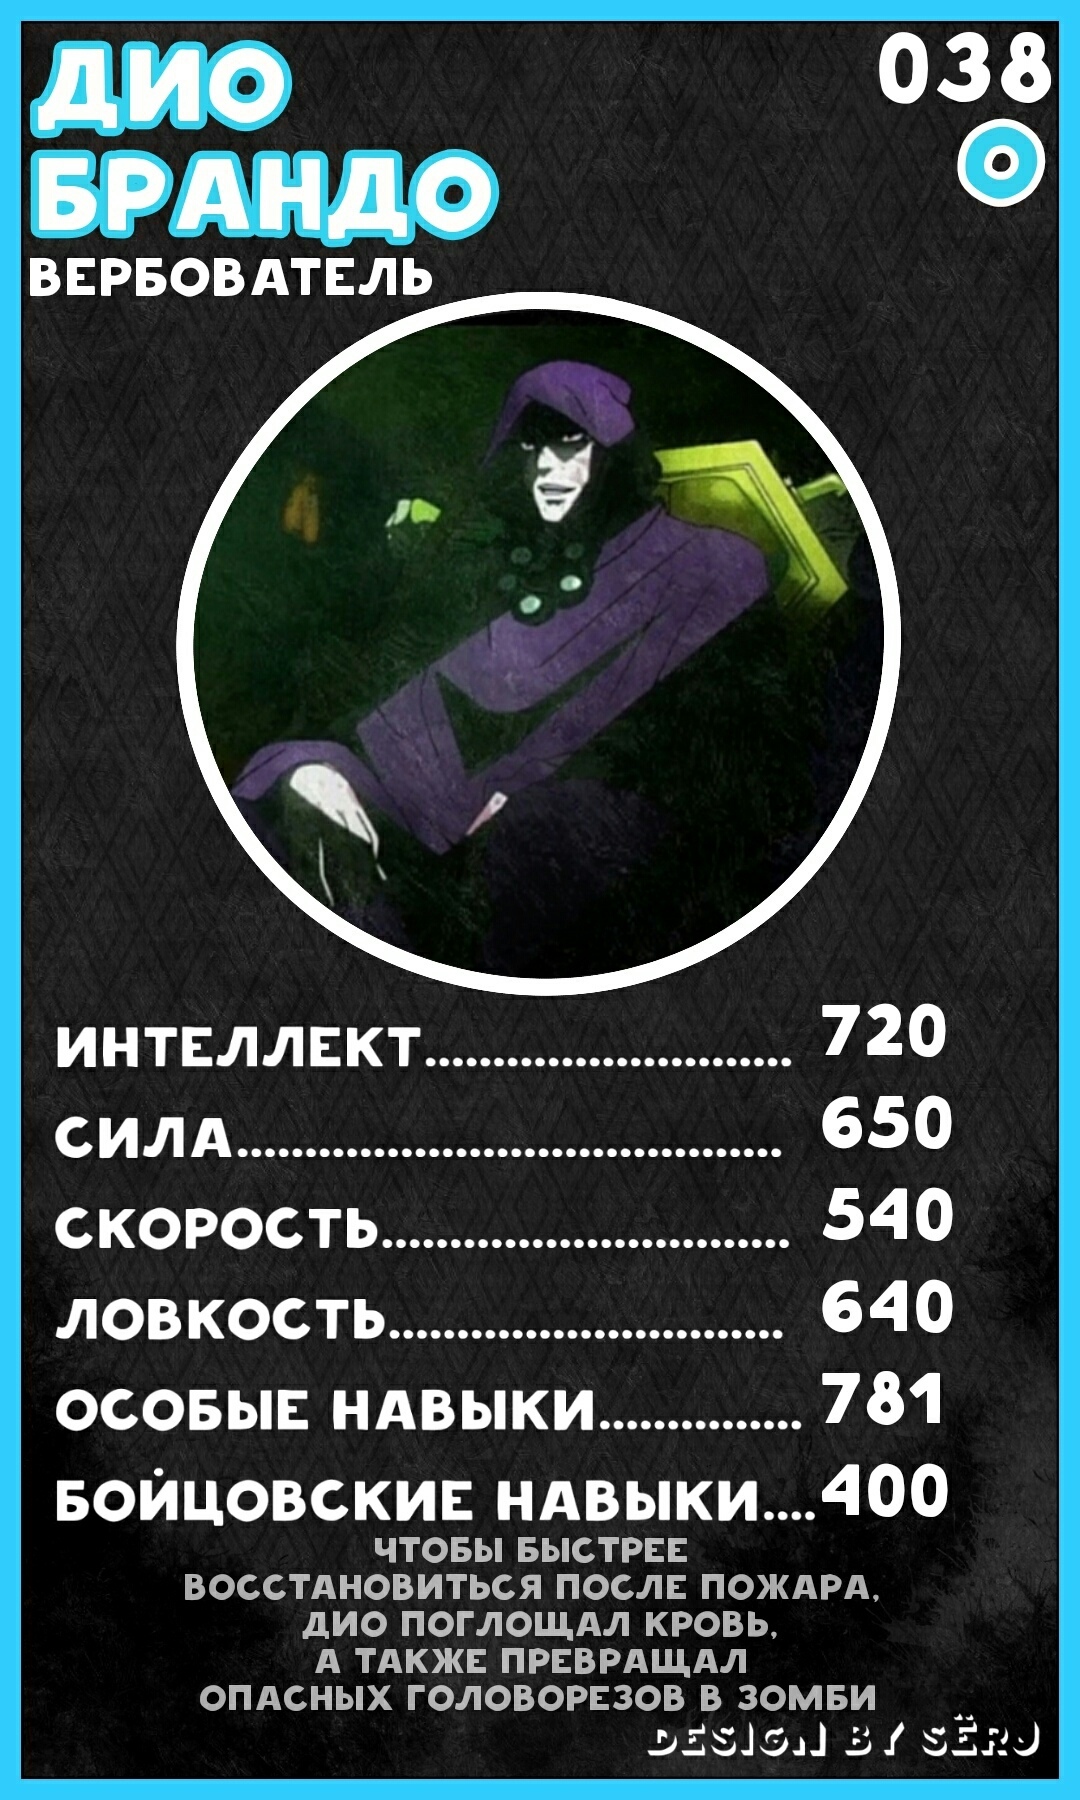 ДИО
БРАНДО
038
О
ВЕРБОВАТЕЛЬ
ИНТЕЛЛЕКТ........................... 720
СИЛА........................................ 650
СКОРОСТЬ.............................. 540
ЛОВКОСТЬ............................. 640
ОСОБЫЕ НАВЫКИ............... 781
БОЙЦОВСКИЕ НАВЫКИ....400
ЧТОБЫ БЫСТРЕЕ
ВОССТАНОВИТЬСЯ ПОСЛЕ ПОЖАРА,
ДИО ПОГЛОЩАЛ КРОВЬ,
А ТАКЖЕ ПРЕВРАЩАЛ
ОПАСНЫХ ГОЛОВОРЕЗОВ В ЗОМБИ
DESIGN BY SЁRJ